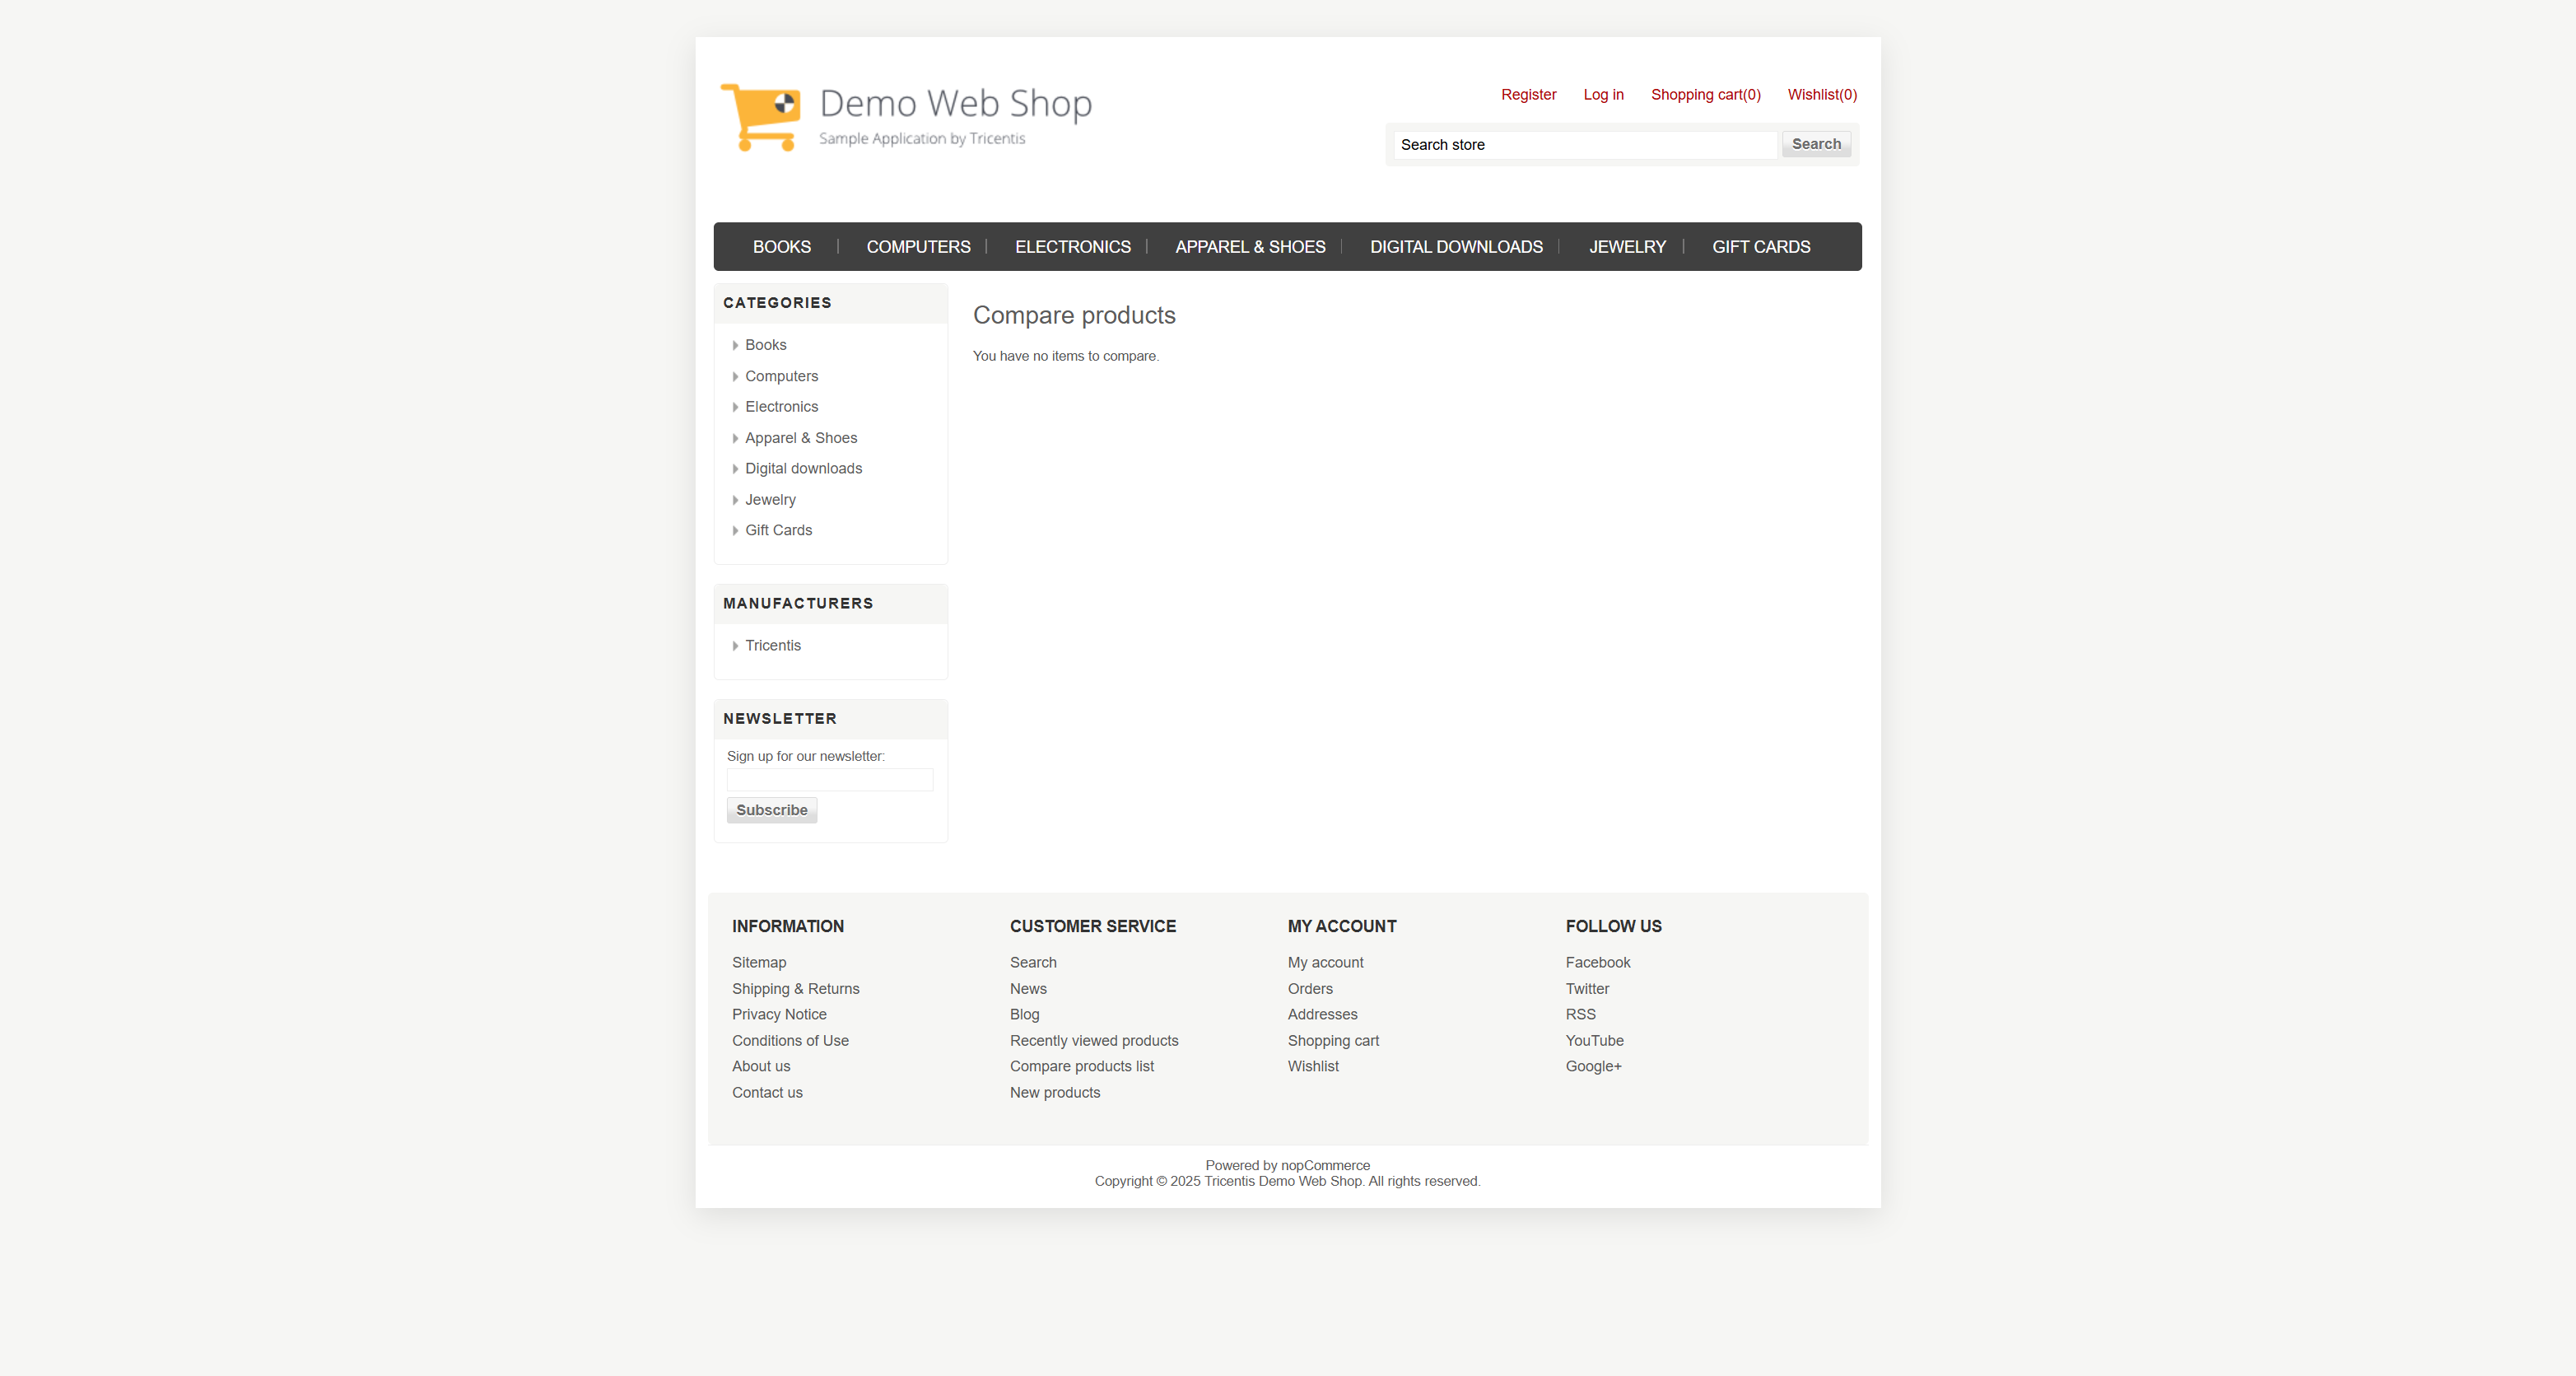 Demo Web Shop
Sample Application by Tricentis
Register Log in Shopping cart(0) Wishlist(0)
Search store Search
BOOKS COMPUTERS ELECTRONICS APPAREL & SHOES DIGITAL DOWNLOADS JEWELRY GIFT CARDS
CATEGORIES
Books
Computers
Electronics
Apparel & Shoes
Digital downloads
Jewelry
Gift Cards
MANUFACTURERS
Tricentis
NEWSLETTER
Sign up for our newsletter:
Subscribe
Compare products
You have no items to compare.
INFORMATION
Sitemap
Shipping & Returns
Privacy Notice
Conditions of Use
About us
Contact us
CUSTOMER SERVICE
Search
News
Blog
Recently viewed products
Compare products list
New products
MY ACCOUNT
My account
Orders
Addresses
Shopping cart
Wishlist
FOLLOW US
Facebook
Twitter
RSS
YouTube
Google+
Powered by nopCommerce
Copyright © 2025 Tricentis Demo Web Shop. All rights reserved.